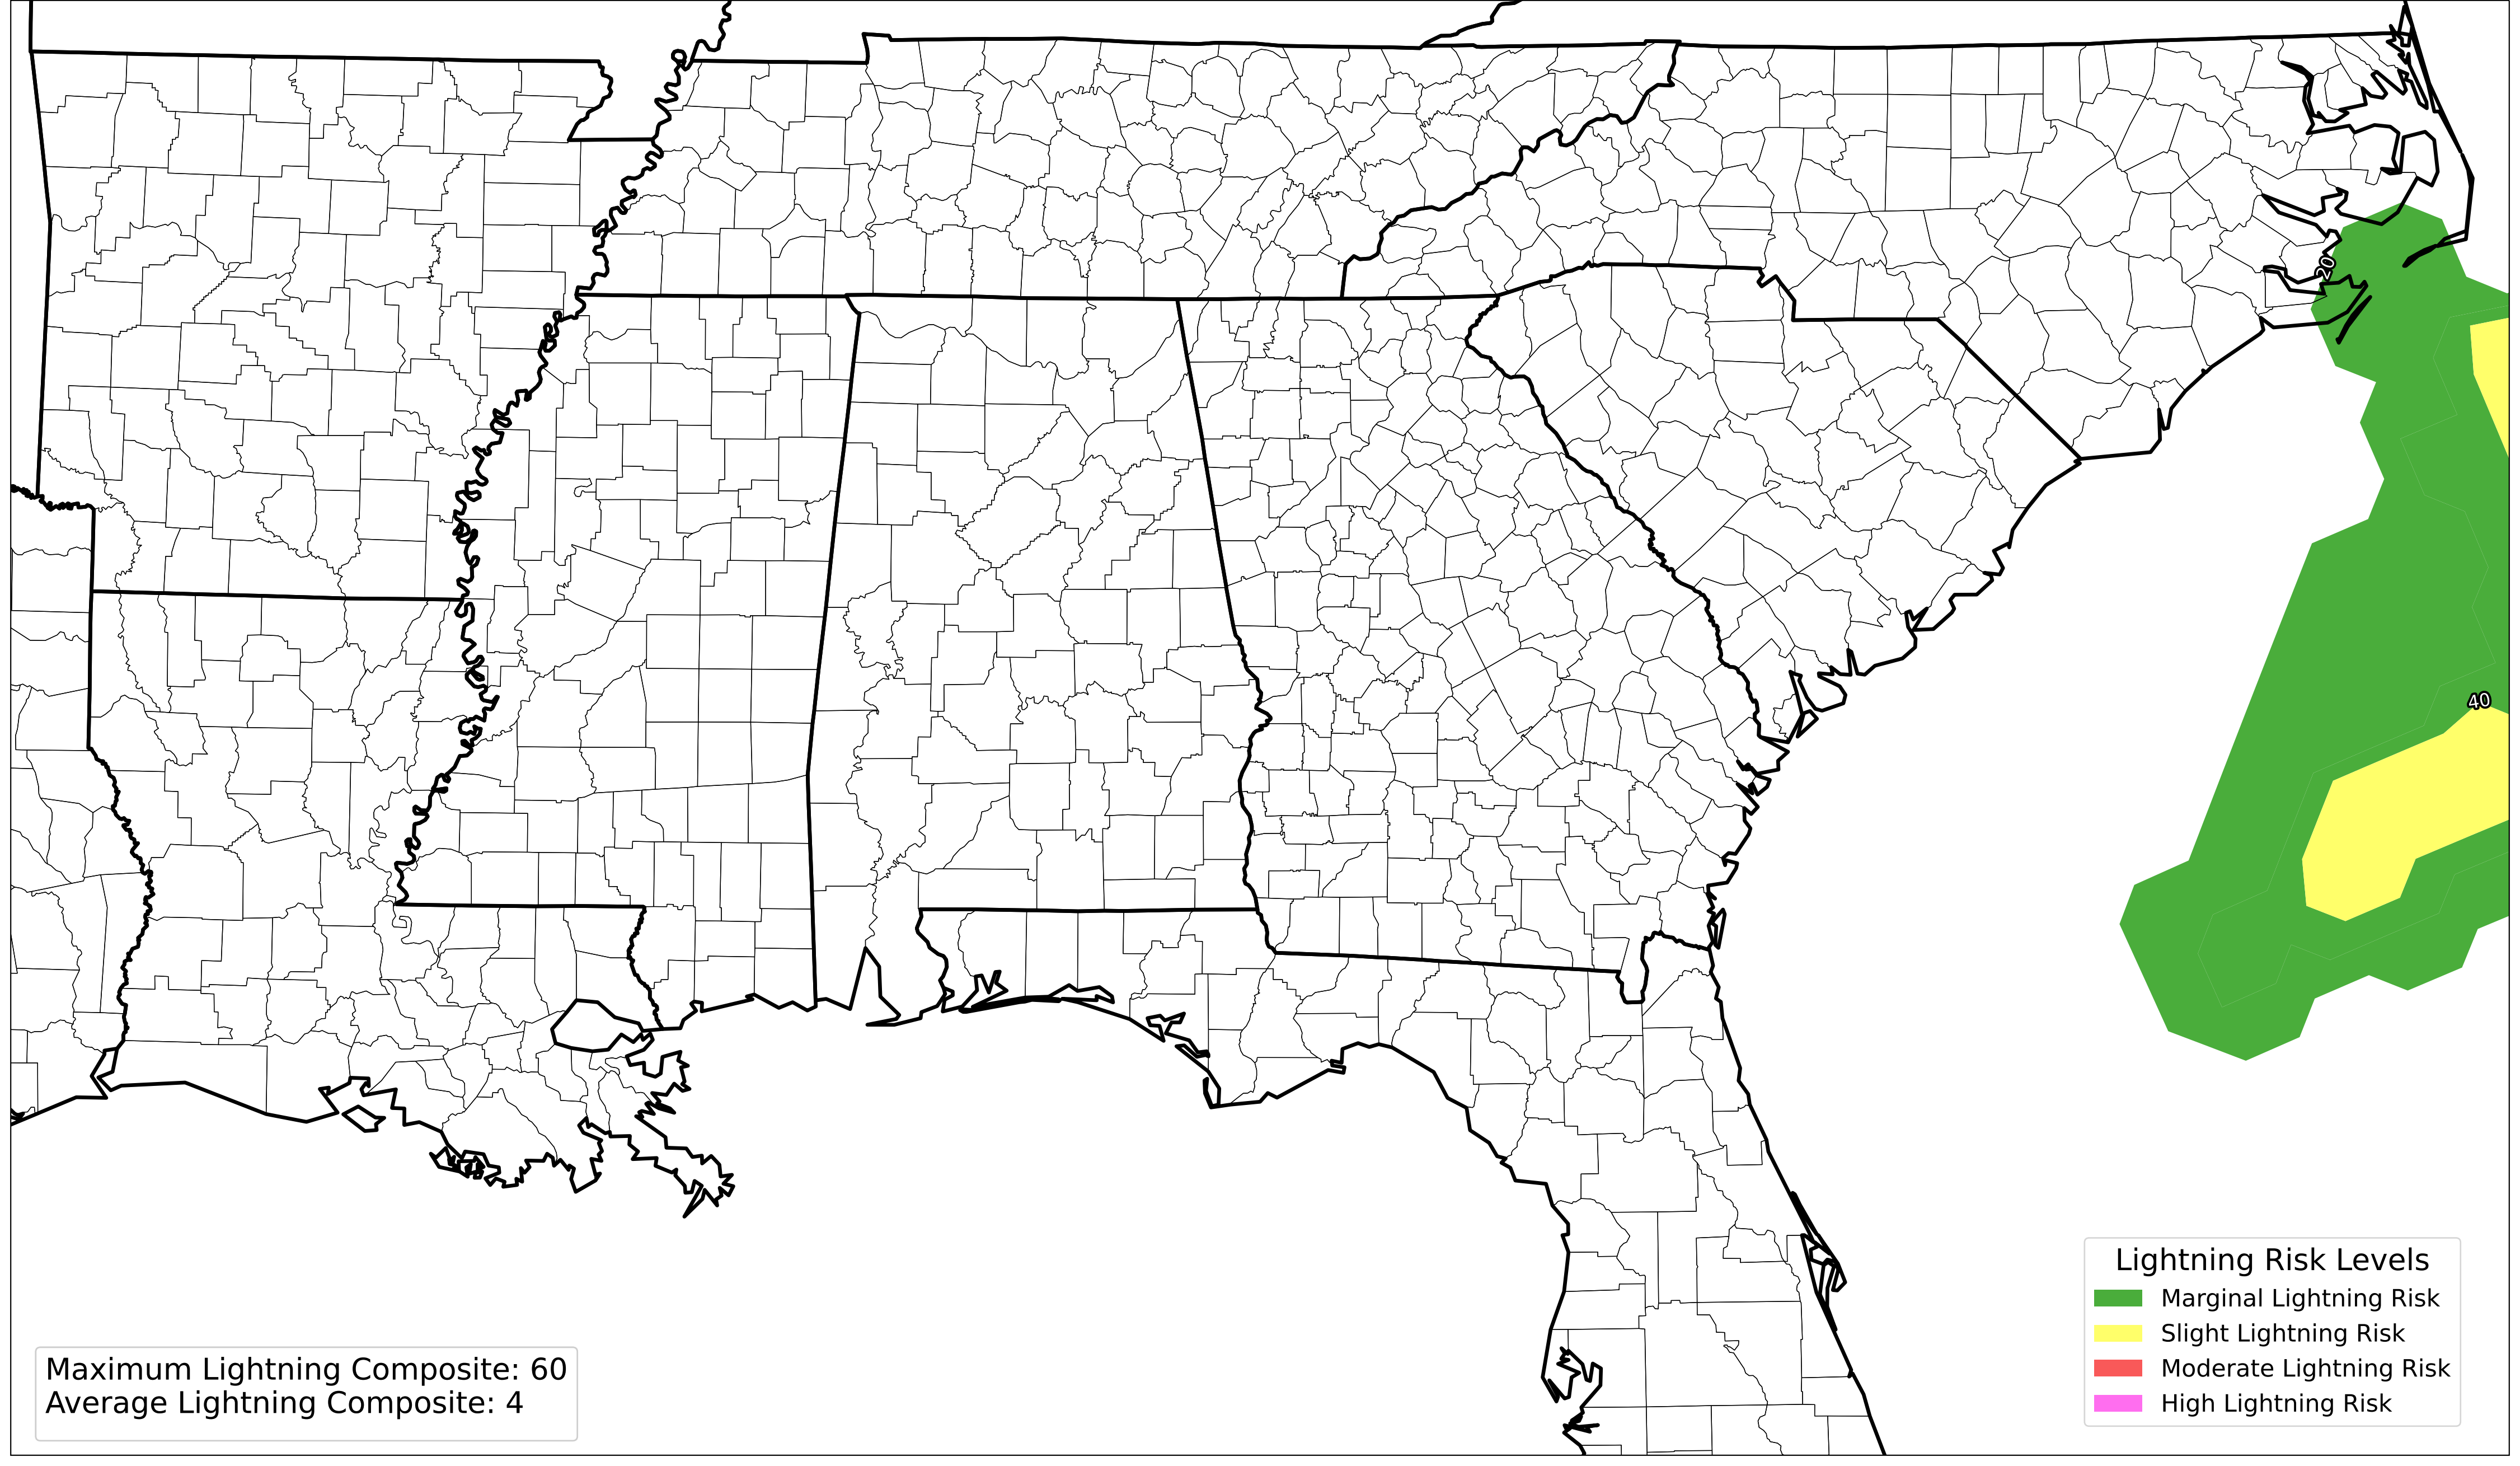 20
40
Lightning Risk Levels
Marginal Lightning Risk
Slight Lightning Risk
Moderate Lightning Risk
High Lightning Risk
Maximum Lightning Composite: 60
Average Lightning Composite: 4